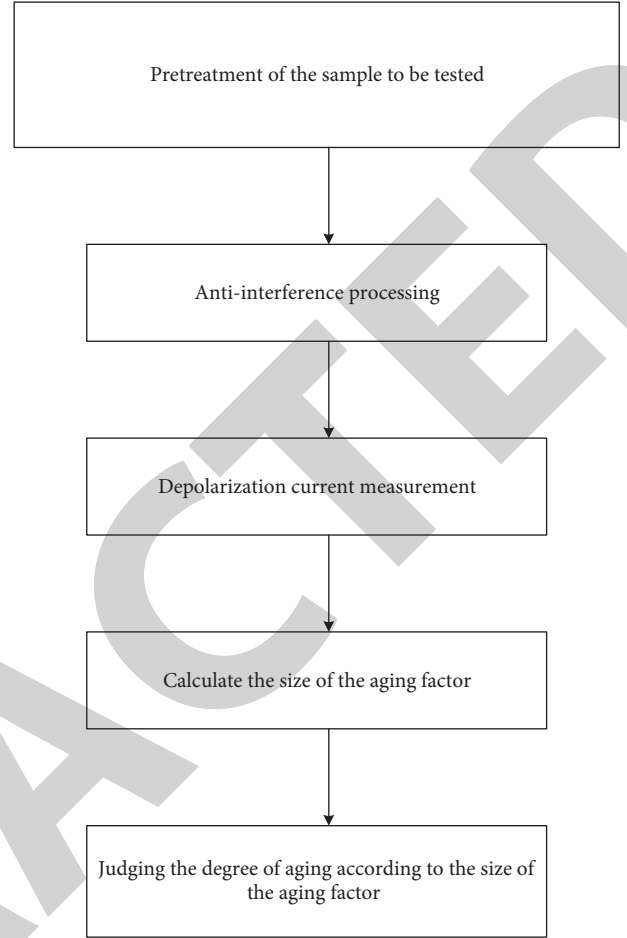 Pretreatment of the sample to be tested
Anti-interference processing
Depolarization current measurement
Calculate the size of the aging factor
Judging the degree of aging according to the size of
the aging factor
ACTED